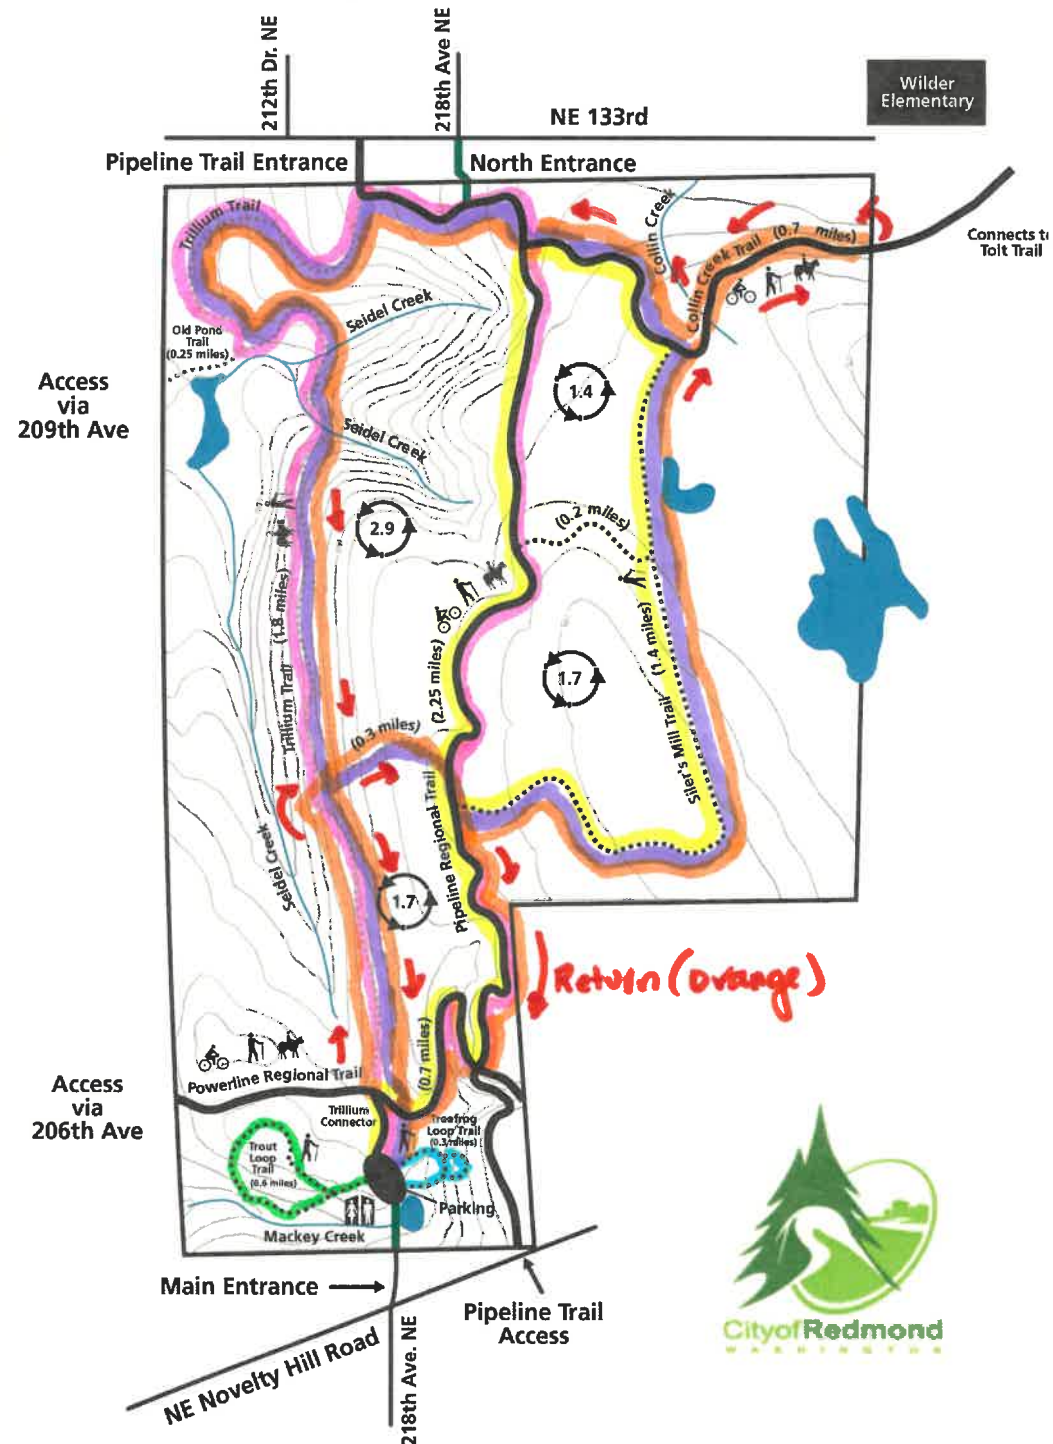 212th Dr. NE
218th Ave NE
NE 133rd
Wilder
Elementary
Pipeline Trail Entrance
North Entrance
Trillium Trail
Collin Creek
Collin Creek Trail (0.7 miles)
Connects t
Tolt Trail
Seidel Creek
Old Pond
Trail
(0.25 miles)
Access
via
209th Ave
1.4
Seidel Creek
2.9
(0.2 miles)
Trillium Trail (1.8 miles)
(2.25 miles)
Siler's Mill Trail (1.4 miles)
1.7
(0.3 miles)
Pipeline Regional Trail
Seidel Creek
1.7
Return (Orange)
(0.7 miles)
Access
via
206th Ave
Powerline Regional Trail
Trillium
Connector
Treefrog
Loop Trail
(0.3 miles)
Trout
Loop
Trail
(0.6 miles)
Parking
Mackey Creek
Main Entrance
Pipeline Trail
Access
NE Novelty Hill Road
218th Ave. NE
CityofRedmond
WASHINGTON